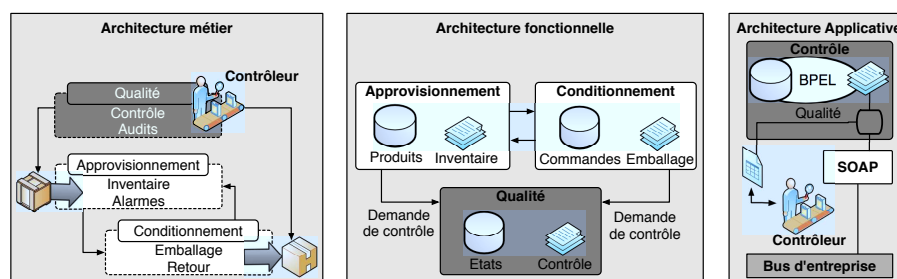 Architecture métier
Contrôleur
Qualité
Contrôle
Audits
Approvisionnement
Inventaire
Alarmes
Conditionnement
Emballage
Retour
Architecture fonctionnelle
Approvisionnement
Produits Inventaire
Conditionnement
Commandes Emballage
Demande
de contrôle
Qualité
Etats Contrôle
Demande
de contrôle
Architecture Applicative
Contrôle
BPEL
Qualité
SOAP
Contrôleur
Bus d'entreprise